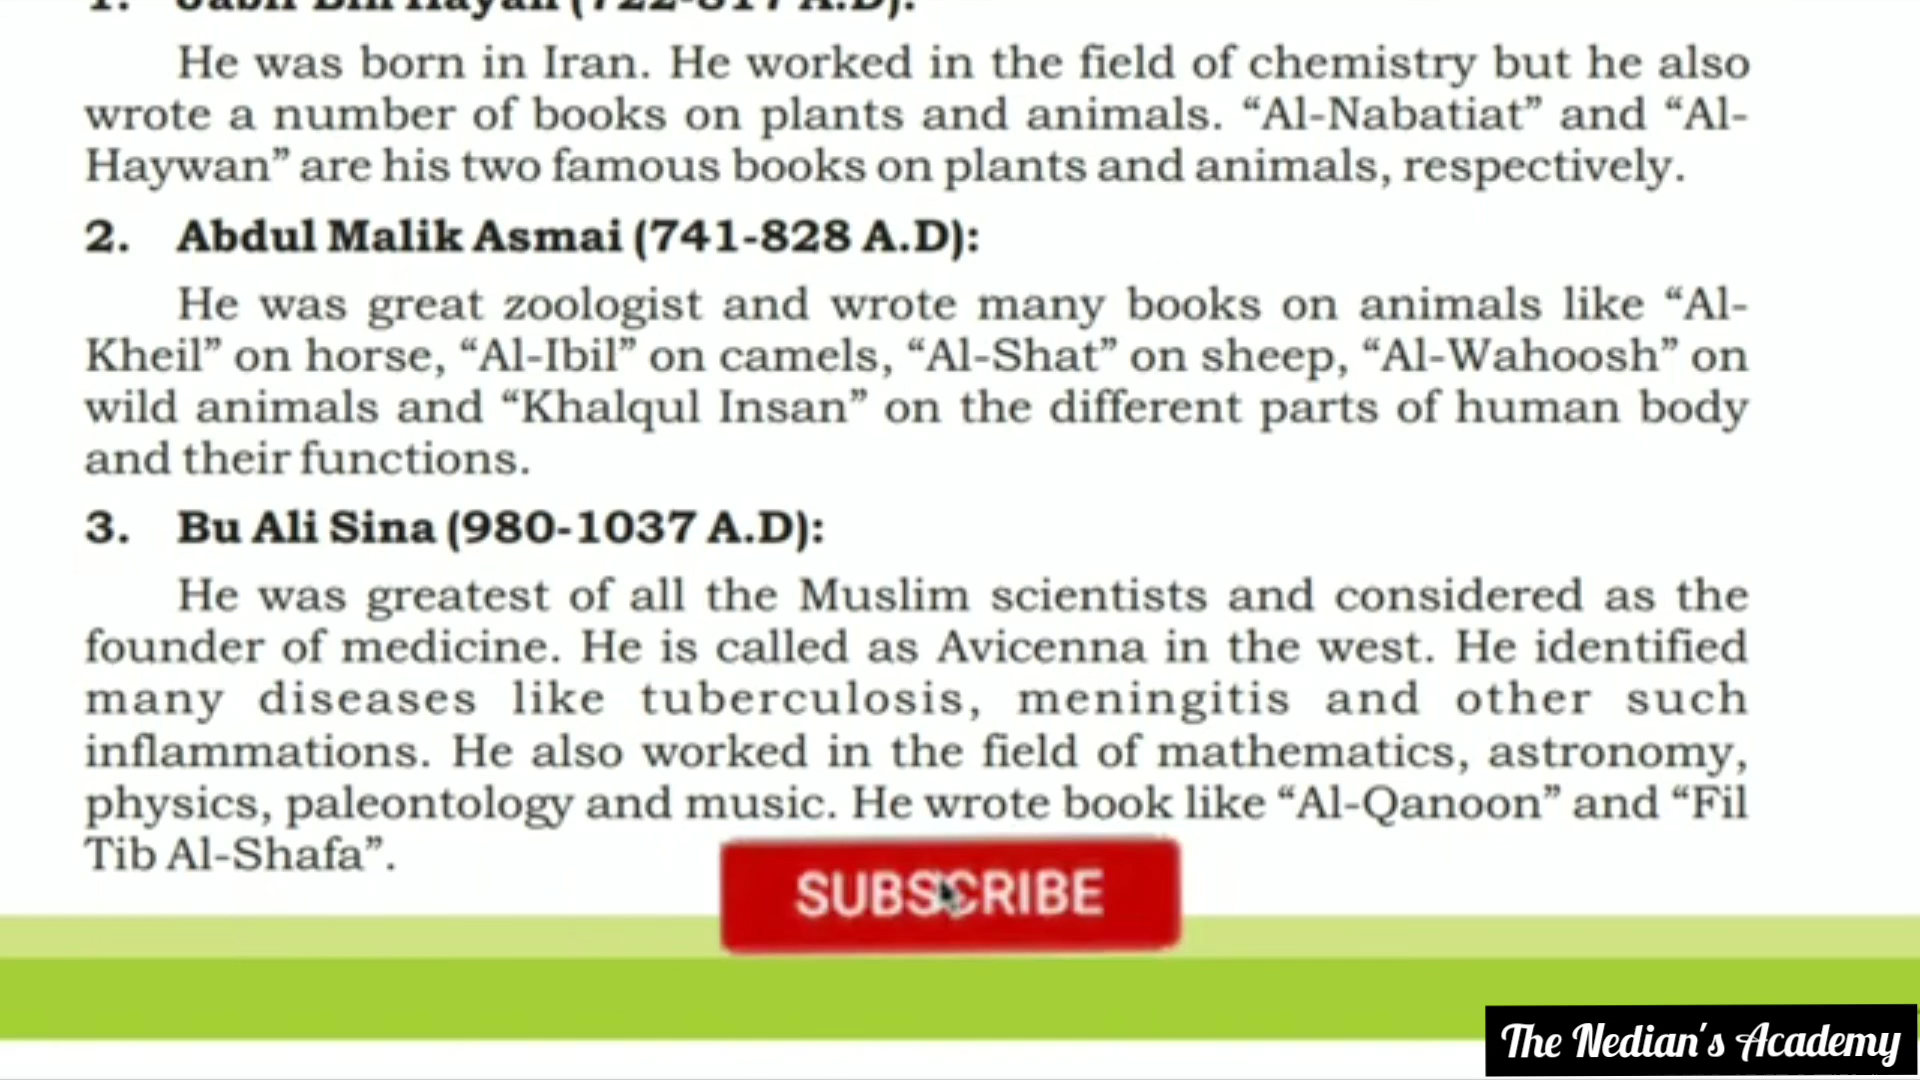 1. Jabir Bin Hayan (722-817 A.D):
He was born in Iran. He worked in the field of chemistry but he also
wrote a number of books on plants and animals. “Al-Nabatiat” and “Al-
Haywan” are his two famous books on plants and animals, respectively.
2. Abdul Malik Asmai (741-828 A.D):
He was great zoologist and wrote many books on animals like “Al-
Kheil” on horse, “Al-Ibil” on camels, “Al-Shat” on sheep, “Al-Wahoosh” on
wild animals and “Khalqul Insan” on the different parts of human body
and their functions.
3. Bu Ali Sina (980-1037 A.D):
He was greatest of all the Muslim scientists and considered as the
founder of medicine. He is called as Avicenna in the west. He identified
many diseases like tuberculosis, meningitis and other such
inflammations. He also worked in the field of mathematics, astronomy,
physics, paleontology and music. He wrote book like “Al-Qanoon” and “Fil
Tib Al-Shafa”.
SUBSCRIBE
The Nedian's Academy